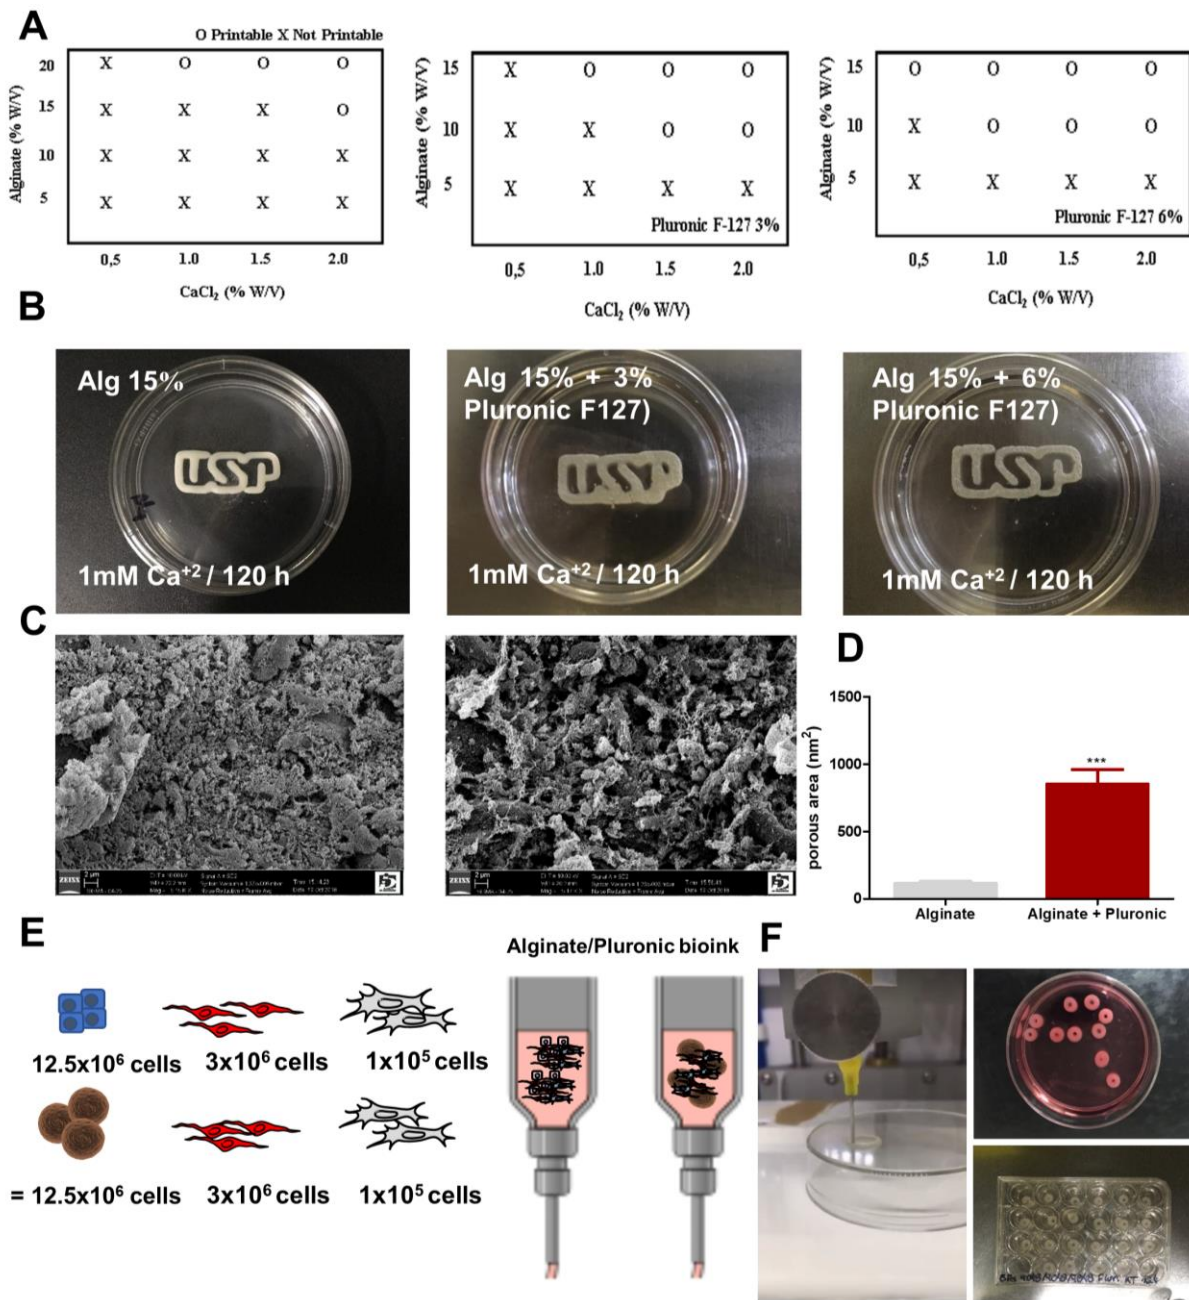 A
O Printable X Not Printable
Alginate (% W/V)
20 X O O O
15 X X X O
10 X X X X
5 X X X X
0,5 1.0 1.5 2.0
CaCl₂ (% W/V)
Alginate (% W/V)
15 X O O O
10 X X O O
5 X X X X
Pluronic F-127 3%
0,5 1.0 1.5 2.0
CaCl₂ (% W/V)
Alginate (% W/V)
15 O O O O
10 X O O O
5 X X X X
Pluronic F-127 6%
0,5 1.0 1.5 2.0
CaCl₂ (% W/V)
B
Alg 15%
USP
1mM Ca⁺² / 120 h
Alg 15% + 3%
Pluronic F127)
USP
1mM Ca⁺² / 120 h
Alg 15% + 6%
Pluronic F127)
USP
1mM Ca⁺² / 120 h
C
ZEISS
2 µm
ZEISS
2 µm
D
porous area (nm²)
1500
1000
500
0
***
Alginate
Alginate + Pluronic
E
12.5x10⁶ cells 3x10⁶ cells 1x10⁵ cells
= 12.5x10⁶ cells 3x10⁶ cells 1x10⁵ cells
Alginate/Pluronic bioink
F